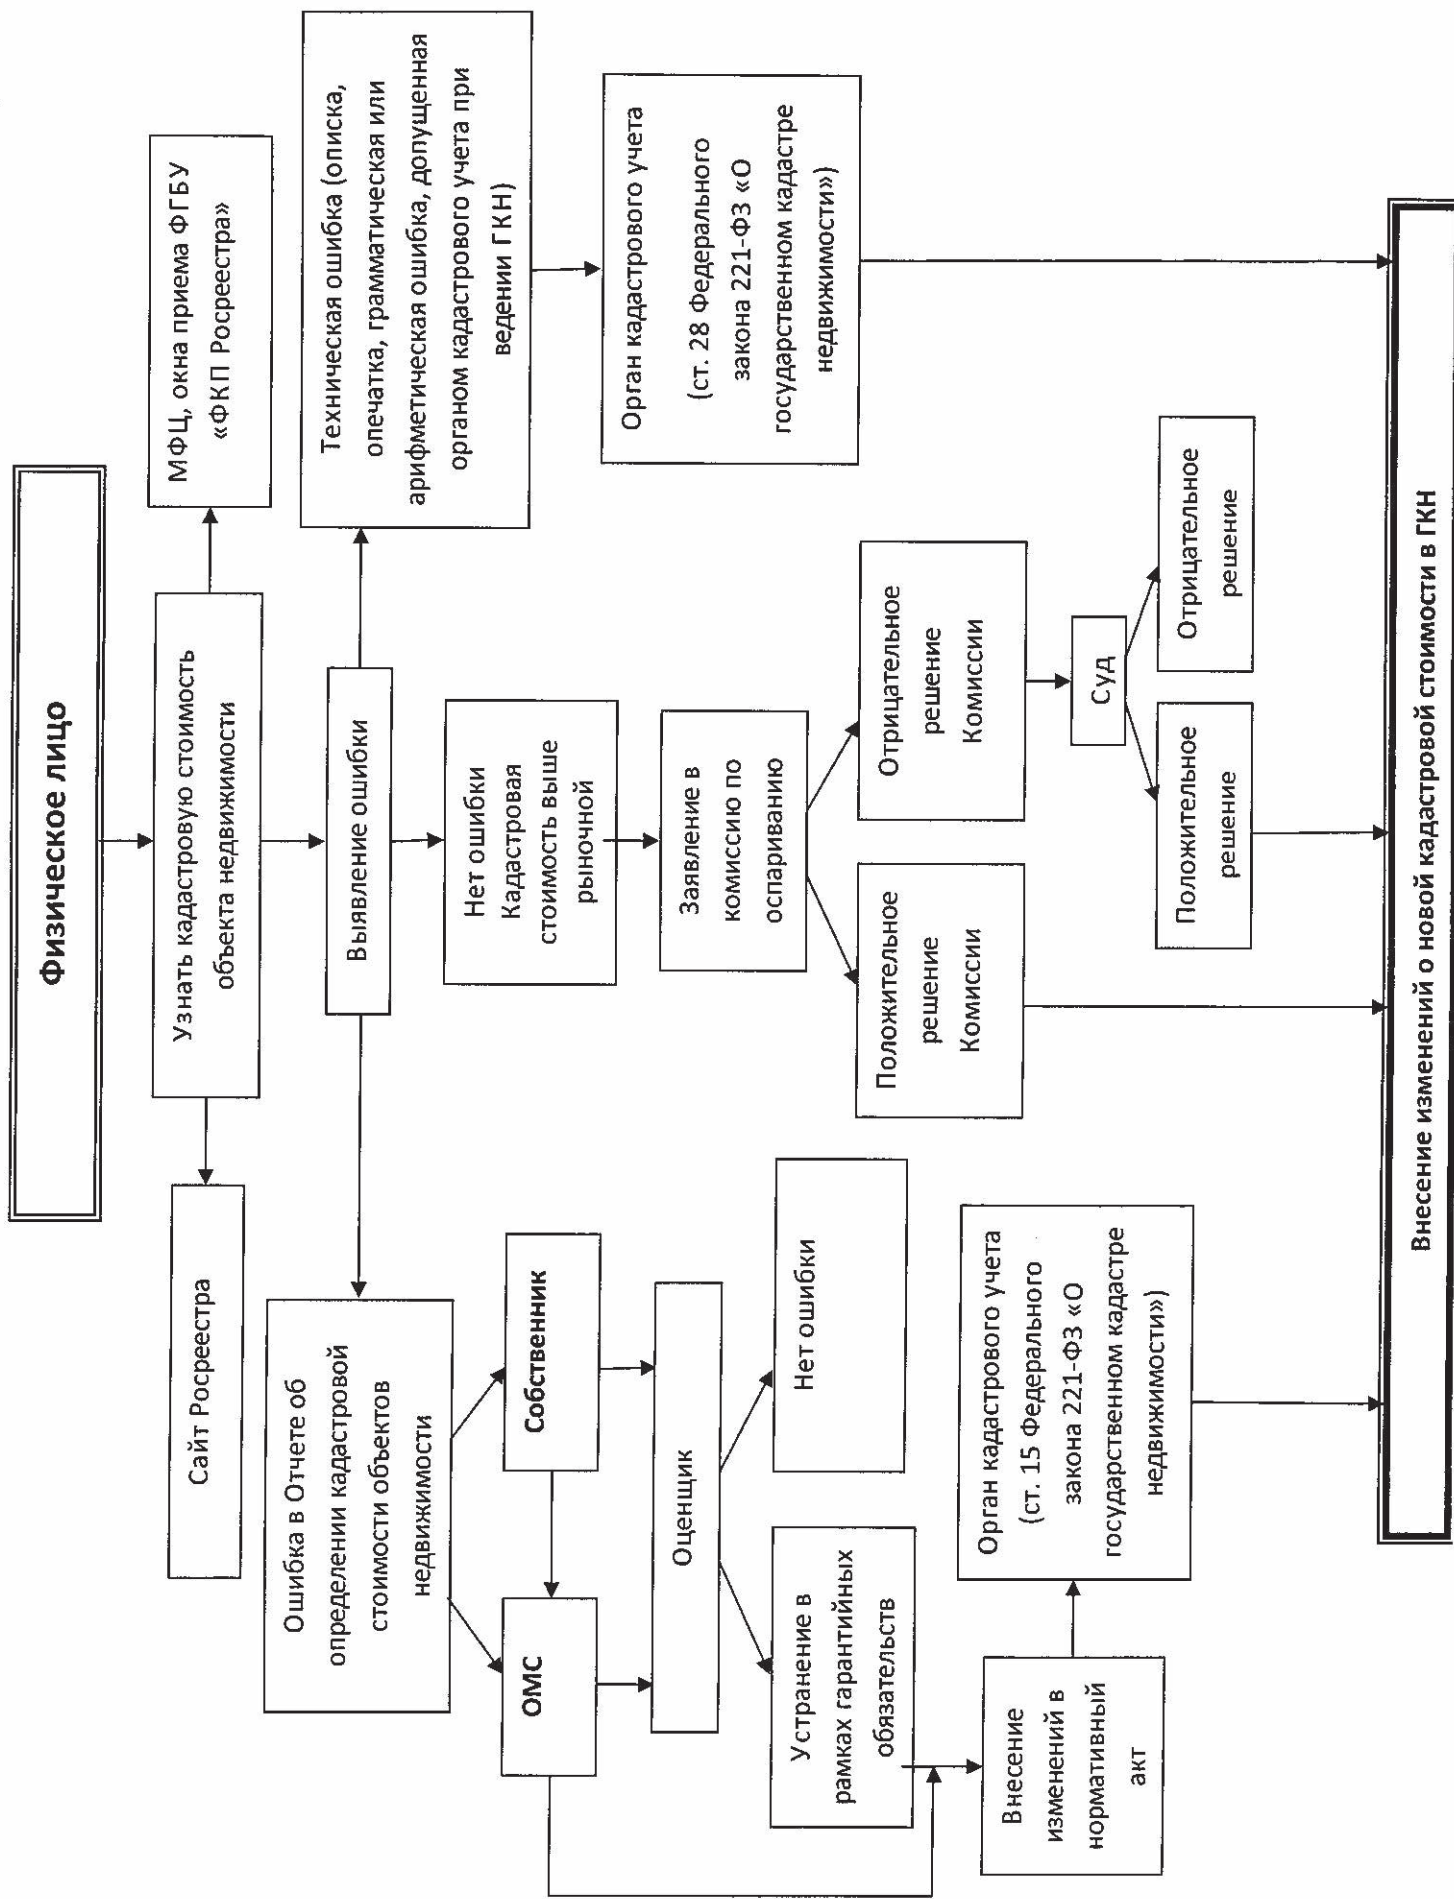 Физическое лицо
Сайт Росреестра
Узнать кадастровую стоимость
объекта недвижимости
МФЦ, окна приема ФГБУ
«ФКП Росреестра»
Ошибка в Отчете об
определении кадастровой
стоимости объектов
недвижимости
Выявление ошибки
Техническая ошибка (описка,
опечатка, грамматическая или
арифметическая ошибка, допущенная
органом кадастрового учета при
ведении ГКН)
Нет ошибки
Кадастровая
стоимость выше
рыночной
ОМС
Собственник
Орган кадастрового учета
(ст. 28 Федерального
закона 221-ФЗ «О
государственном кадастре
недвижимости»)
Оценщик
Заявление в
комиссию по
оспариванию
Устранение в
рамках гарантийных
обязательств
Нет ошибки
Положительное
решение
Комиссии
Отрицательное
решение
Комиссии
Внесение
изменений в
нормативный
акт
Орган кадастрового учета
(ст. 15 Федерального
закона 221-ФЗ «О
государственном кадастре
недвижимости»)
Суд
Положительное
решение
Отрицательное
решение
Внесение изменений о новой кадастровой стоимости в ГКН